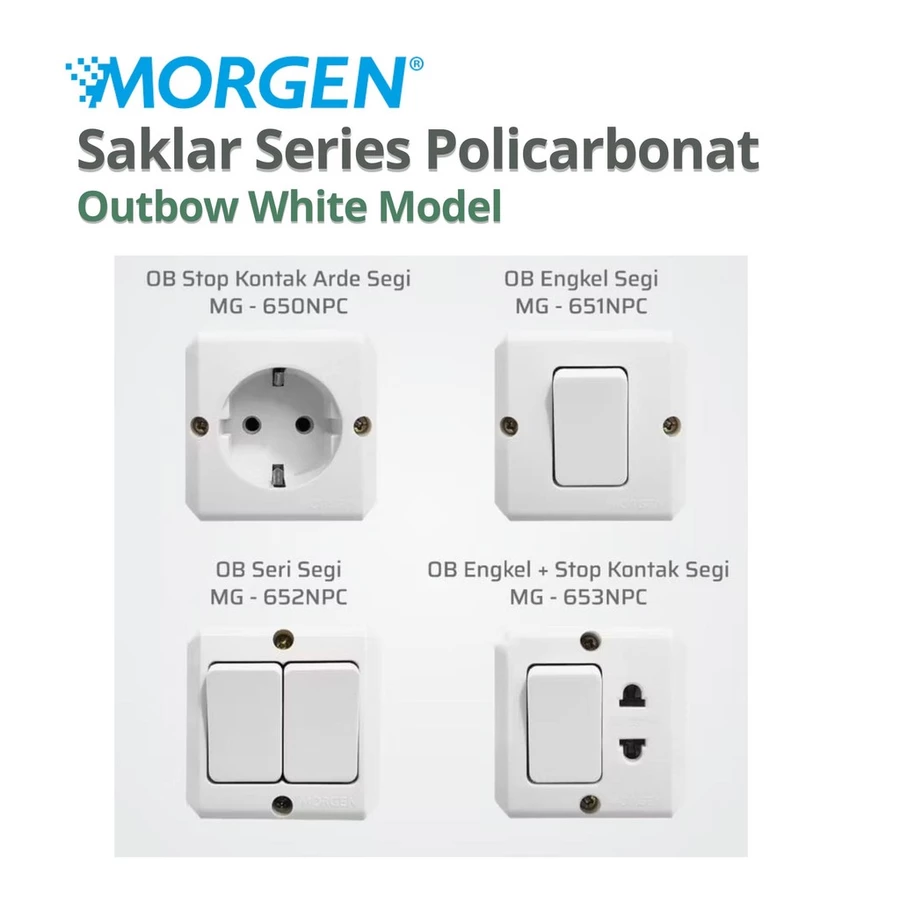 MORGEN®
Saklar Series Policarbonat
Outbow White Model
OB Stop Kontak Arde Segi
MG - 650NPC
OB Engkel Segi
MG - 651NPC
OB Seri Segi
MG - 652NPC
OB Engkel + Stop Kontak Segi
MG - 653NPC
MORGEN